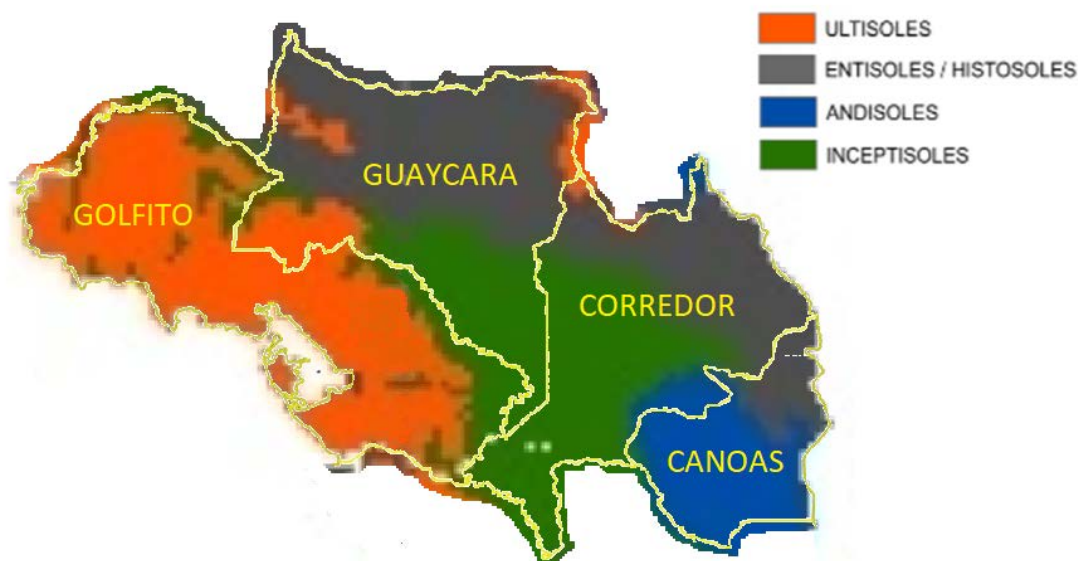 ULTISOLES
ENTISOLES / HISTOSOLES
ANDISOLES
INCEPTISOLES
GUAYCARA
GOLFITO
CORREDOR
CANOAS